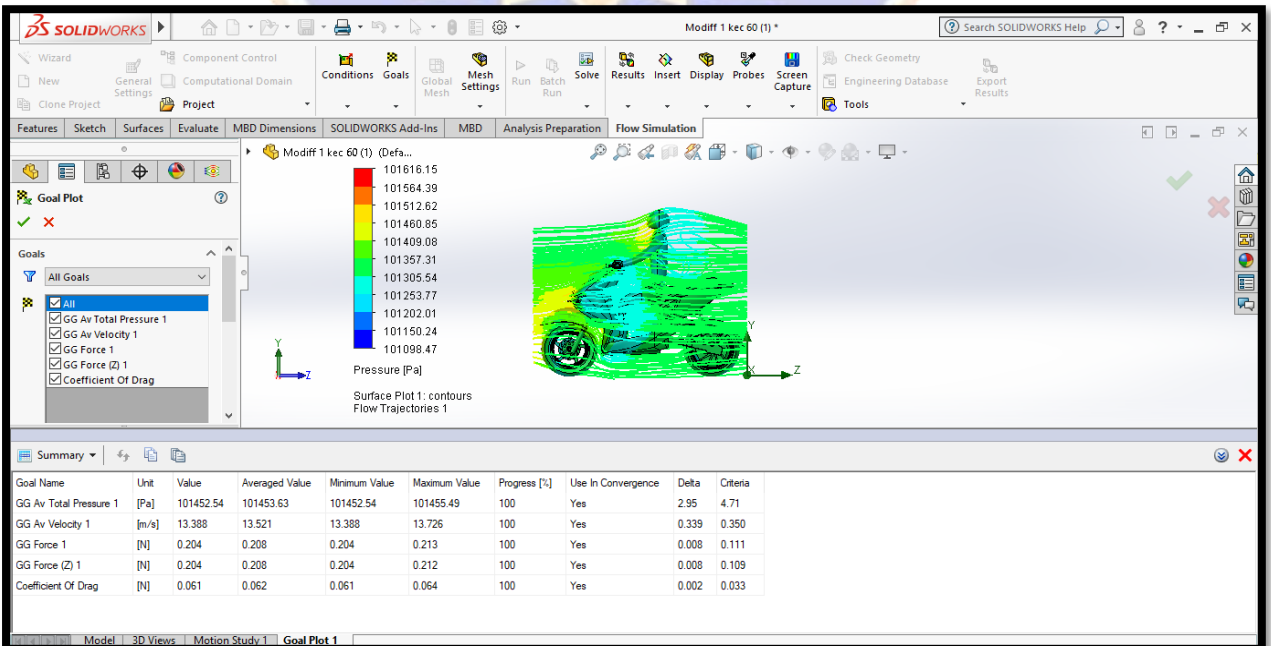 SOLIDWORKS
Modiff 1 kec 60 (1) *
Search SOLIDWORKS Help
?
Wizard
New
Clone Project
General Settings
Component Control
Computational Domain
Project
Conditions
Goals
Global Mesh
Mesh Settings
Run
Batch Run
Solve
Results
Insert
Display
Probes
Screen Capture
Check Geometry
Engineering Database
Tools
Export Results
Features Sketch Surfaces Evaluate MBD Dimensions SOLIDWORKS Add-Ins MBD Analysis Preparation Flow Simulation
Modiff 1 kec 60 (1) (Defa...
Goal Plot
Goals
All Goals
All
GG Av Total Pressure 1
GG Av Velocity 1
GG Force 1
GG Force (Z) 1
Coefficient Of Drag
101616.15
101564.39
101512.62
101460.85
101409.08
101357.31
101305.54
101253.77
101202.01
101150.24
101098.47
Pressure [Pa]
Surface Plot 1: contours
Flow Trajectories 1
Y
Z
Y
X
Z
Summary
Goal Name Unit Value Averaged Value Minimum Value Maximum Value Progress [%] Use In Convergence Delta Criteria
GG Av Total Pressure 1 [Pa] 101452.54 101453.63 101452.54 101455.49 100 Yes 2.95 4.71
GG Av Velocity 1 [m/s] 13.388 13.521 13.388 13.726 100 Yes 0.339 0.350
GG Force 1 [N] 0.204 0.208 0.204 0.213 100 Yes 0.008 0.111
GG Force (Z) 1 [N] 0.204 0.208 0.204 0.212 100 Yes 0.008 0.109
Coefficient Of Drag [N] 0.061 0.062 0.061 0.064 100 Yes 0.002 0.033
Model 3D Views Motion Study 1 Goal Plot 1